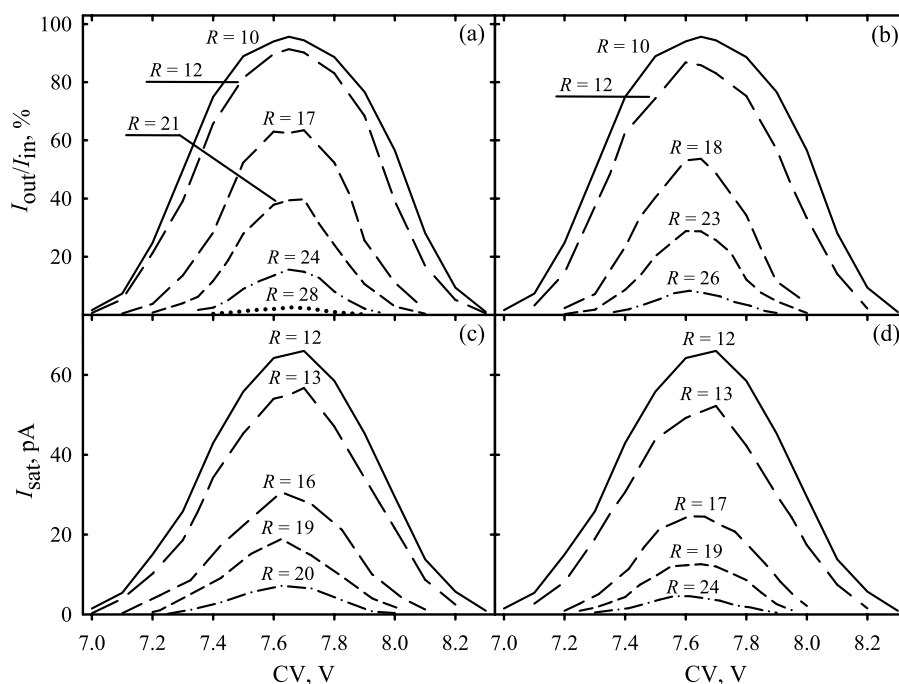 100
80
60
40
20
I_out/I_in, %
(a)
R = 10
R = 12
R = 17
R = 21
R = 24
R = 28
(b)
R = 10
R = 12
R = 18
R = 23
R = 26
60
40
20
0
I_sat, pA
(c)
R = 12
R = 13
R = 16
R = 19
R = 20
7.0 7.2 7.4 7.6 7.8 8.0 8.2
CV, V
(d)
R = 12
R = 13
R = 17
R = 19
R = 24
7.0 7.2 7.4 7.6 7.8 8.0 8.2
CV, V